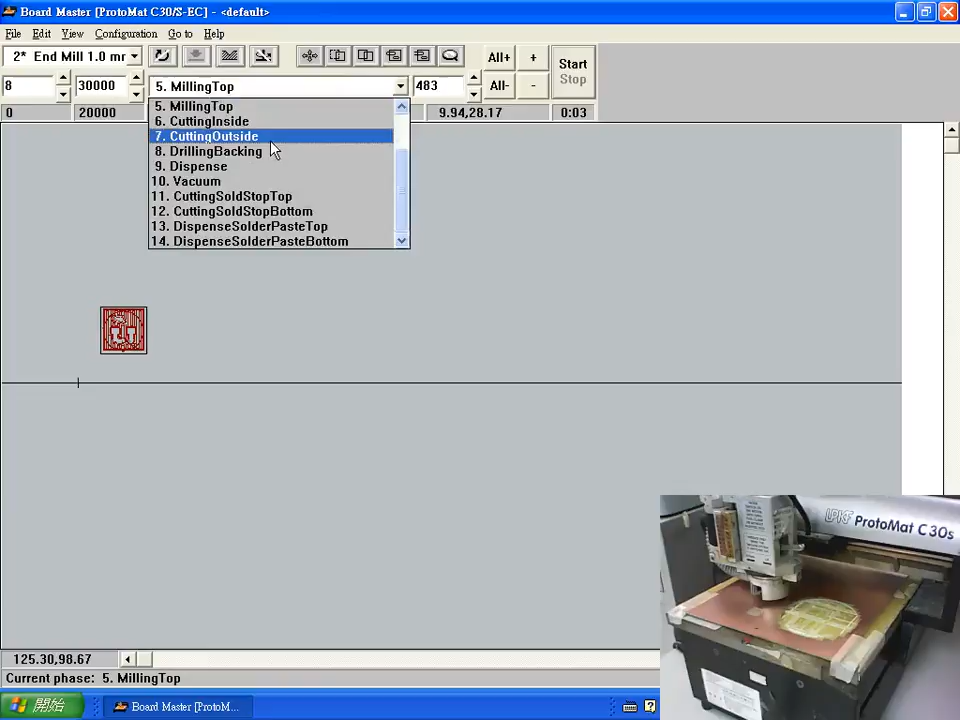 Board Master [ProtoMat C30/S-EC] - <default>
File Edit View Configuration Go to Help
2* End Mill 1.0 mr All+ + Start
8 30000 5. MillingTop 483 All- - Stop
0 20000 9.94,28.17 0:03
5. MillingTop
6. CuttingInside
7. CuttingOutside
8. DrillingBacking
9. Dispense
10. Vacuum
11. CuttingSoldStopTop
12. CuttingSoldStopBottom
13. DispenseSolderPasteTop
14. DispenseSolderPasteBottom
LPKF ProtoMat C30s
125.30,98.67
Current phase: 5. MillingTop
開始 Board Master [ProtoM...